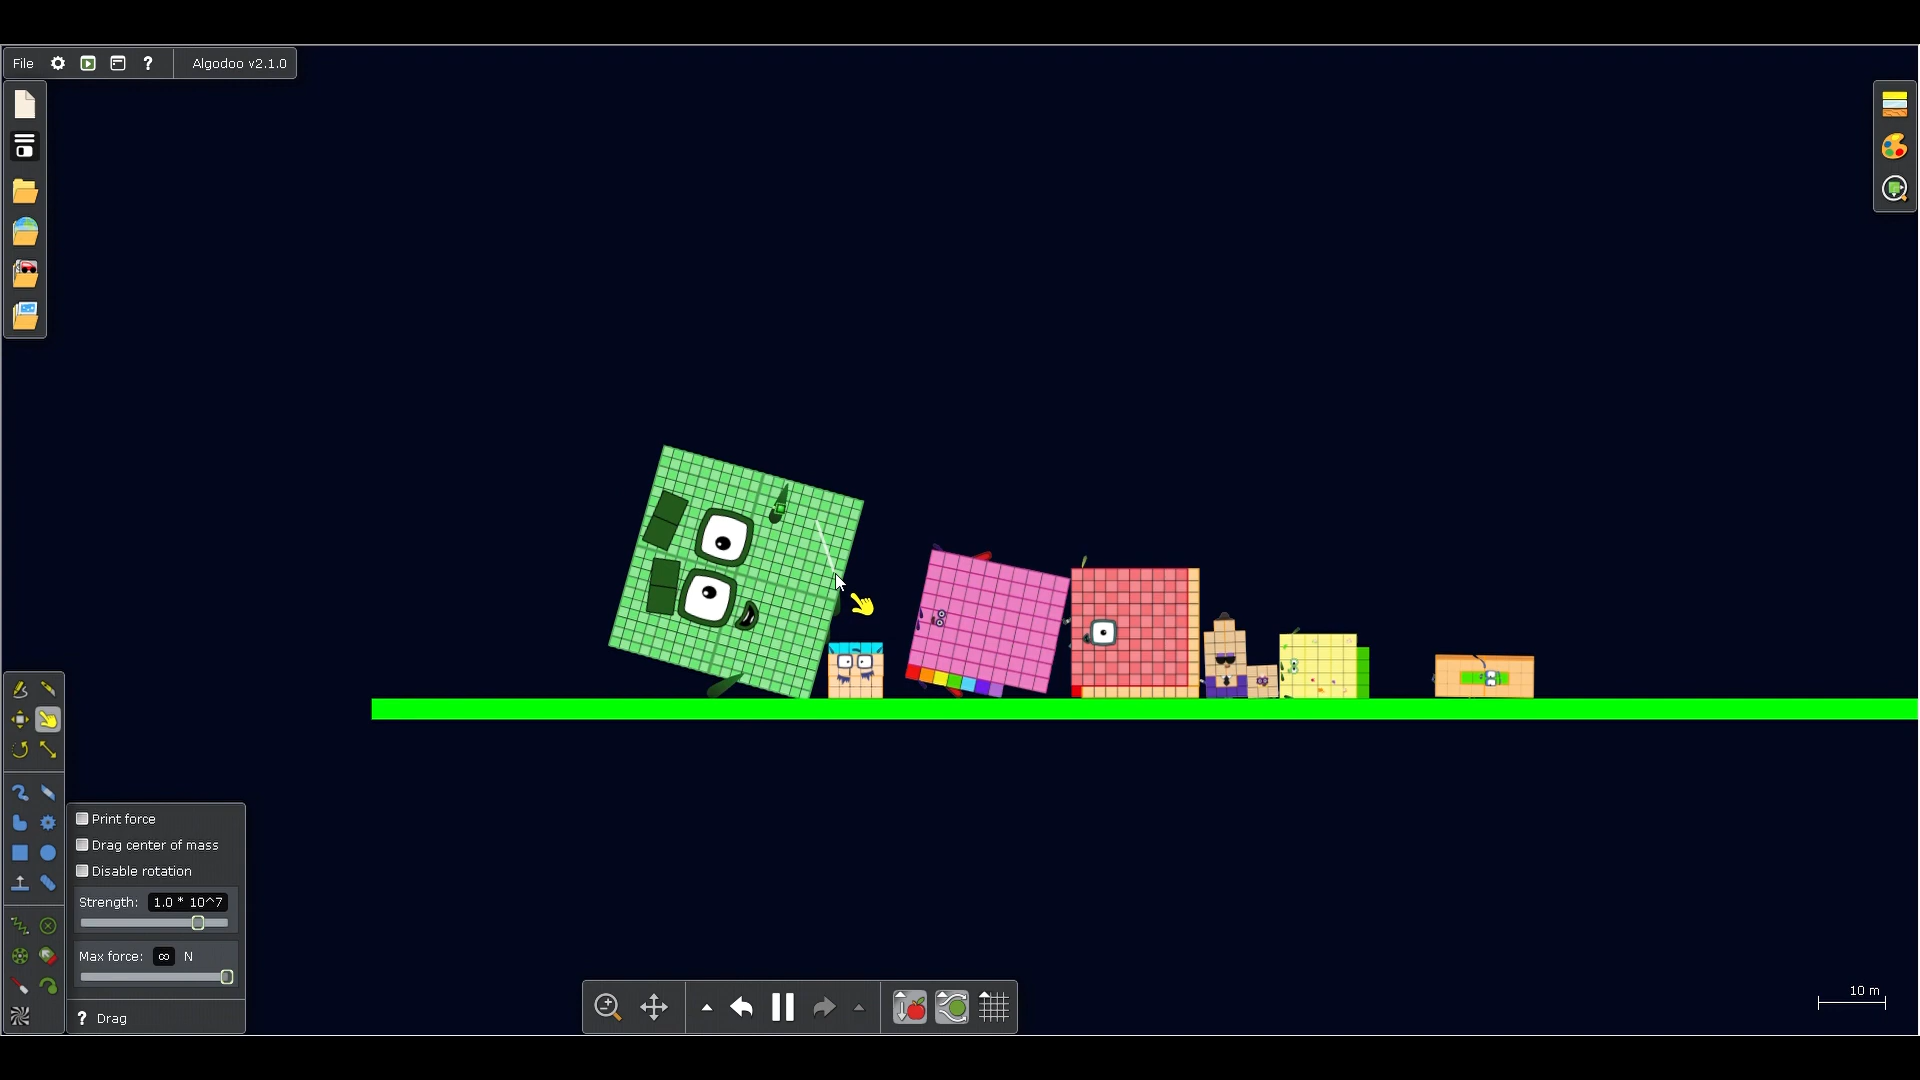 File ? Algodoo v2.1.0
Print force
Drag center of mass
Disable rotation
Strength: 1.0 * 10^7
Max force: ∞ N
? Drag
10 m